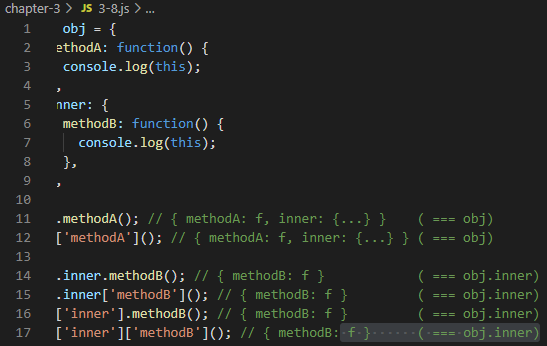 chapter-3 > JS 3-8.js > ...
1 obj = {
2 ethodA: function() {
3 console.log(this);
4 ,
5 nner: {
6 methodB: function() {
7 console.log(this);
8 },
9 ,
10
11 .methodA(); // { methodA: f, inner: {...} } ( === obj)
12 ['methodA'](); // { methodA: f, inner: {...} } ( === obj)
13
14 .inner.methodB(); // { methodB: f } ( === obj.inner)
15 .inner['methodB'](); // { methodB: f } ( === obj.inner)
16 ['inner'].methodB(); // { methodB: f } ( === obj.inner)
17 ['inner']['methodB'](); // { methodB: f } ( === obj.inner)